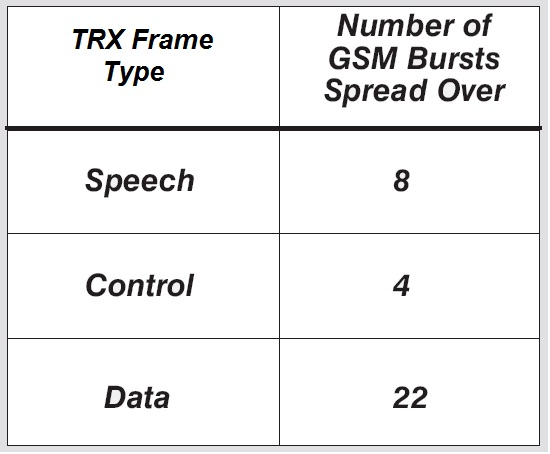 TRX Frame
Type
Number of
GSM Bursts
Spread Over
Speech
8
Control
4
Data
22